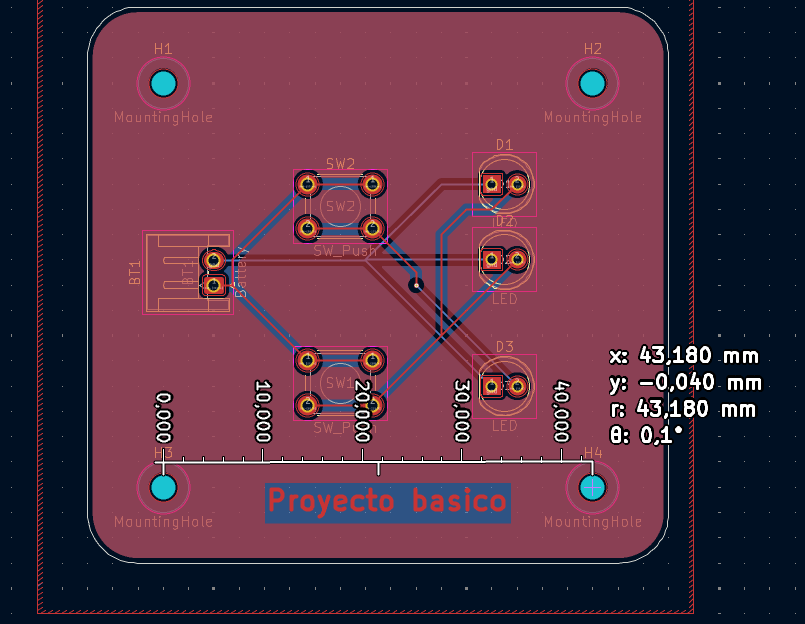 H1
H2
MountingHole
MountingHole
D1
SW2
SW2
D2
SW_Push
BT1
BT1
Battery
LED
D3
x: 43,180 mm
y: -0,040 mm
r: 43,180 mm
θ: 0,1°
SW1
0,000
10,000
20,000
30,000
40,000
LED
H3
H4
Proyecto basico
MountingHole
MountingHole